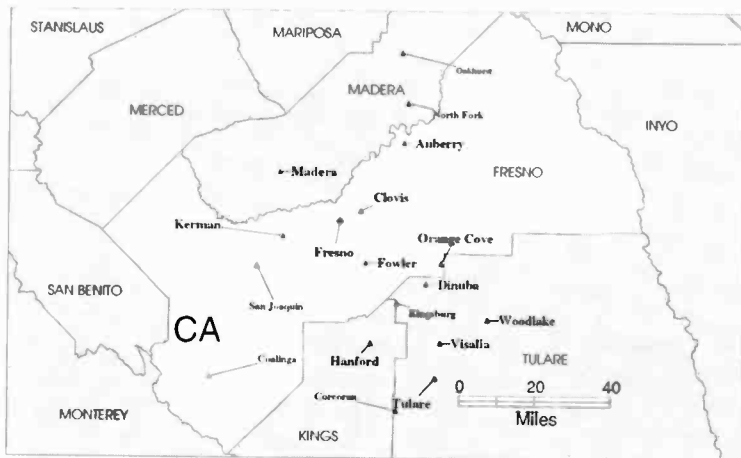 STANISLAUS
MARIPOSA
MONO
Oakhurst
MADERA
MERCED
North Fork
INYO
Auberry
Madera
FRESNO
Clovis
Kerman
Fresno
Orange Cove
Fowler
SAN BENITO
Dinuba
San Joaquin
Kingsburg
CA
Woodlake
Visalia
Coalinga
Hanford
TULARE
0 20 40
Corcoran
Tulare
MONTEREY
Miles
KINGS